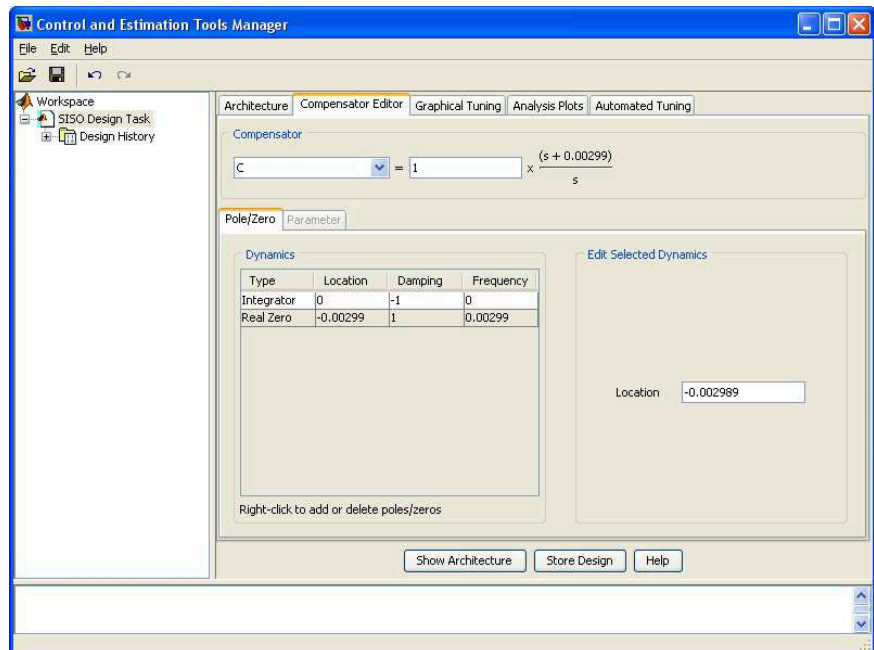 Control and Estimation Tools Manager
File Edit Help
Workspace
SISO Design Task
Design History
Architecture Compensator Editor Graphical Tuning Analysis Plots Automated Tuning
Compensator
C = 1 x (s + 0.00299)
s
Pole/Zero Parameter
Dynamics
Type Location Damping Frequency
Integrator 0 -1 0
Real Zero -0.00299 1 0.00299
Right-click to add or delete poles/zeros
Edit Selected Dynamics
Location -0.002989
Show Architecture Store Design Help